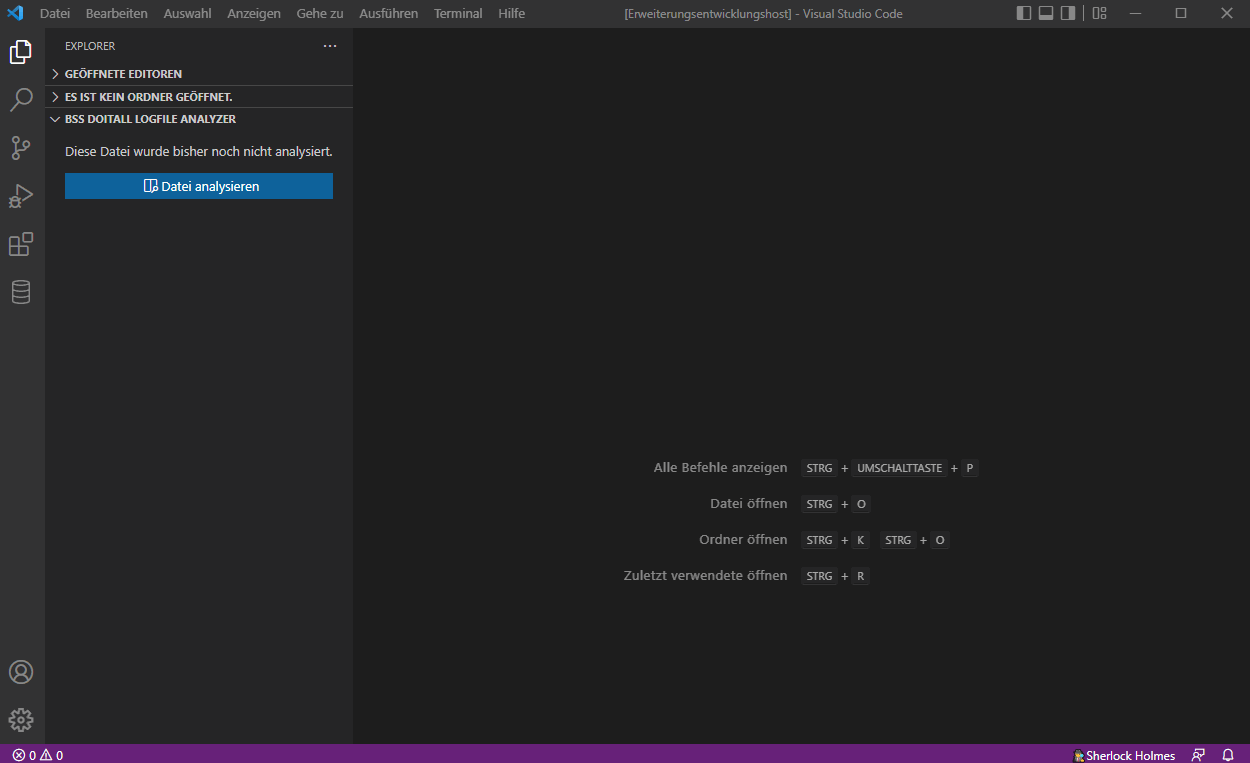 Datei Bearbeiten Auswahl Anzeigen Gehe zu Ausführen Terminal Hilfe [Erweiterungsentwicklungshost] - Visual Studio Code
EXPLORER ···
GEÖFFNETE EDITOREN
ES IST KEIN ORDNER GEÖFFNET.
BSS DOITALL LOGFILE ANALYZER
Diese Datei wurde bisher noch nicht analysiert.
Datei analysieren
Alle Befehle anzeigen STRG + UMSCHALTTASTE + P
Datei öffnen STRG + O
Ordner öffnen STRG + K STRG + O
Zuletzt verwendete öffnen STRG + R
0 0 Sherlock Holmes